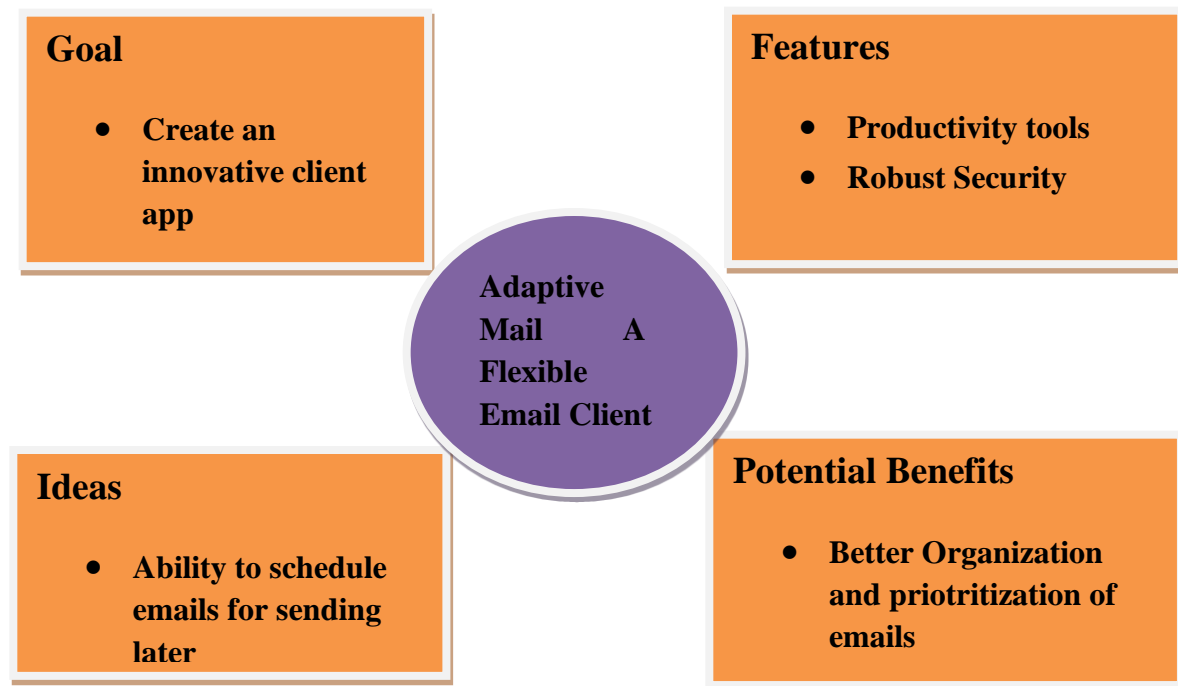 Goal
• Create an
innovative client
app
Features
• Productivity tools
• Robust Security
Adaptive
Mail A
Flexible
Email Client
Ideas
• Ability to schedule
emails for sending
later
Potential Benefits
• Better Organization
and priotritization of
emails